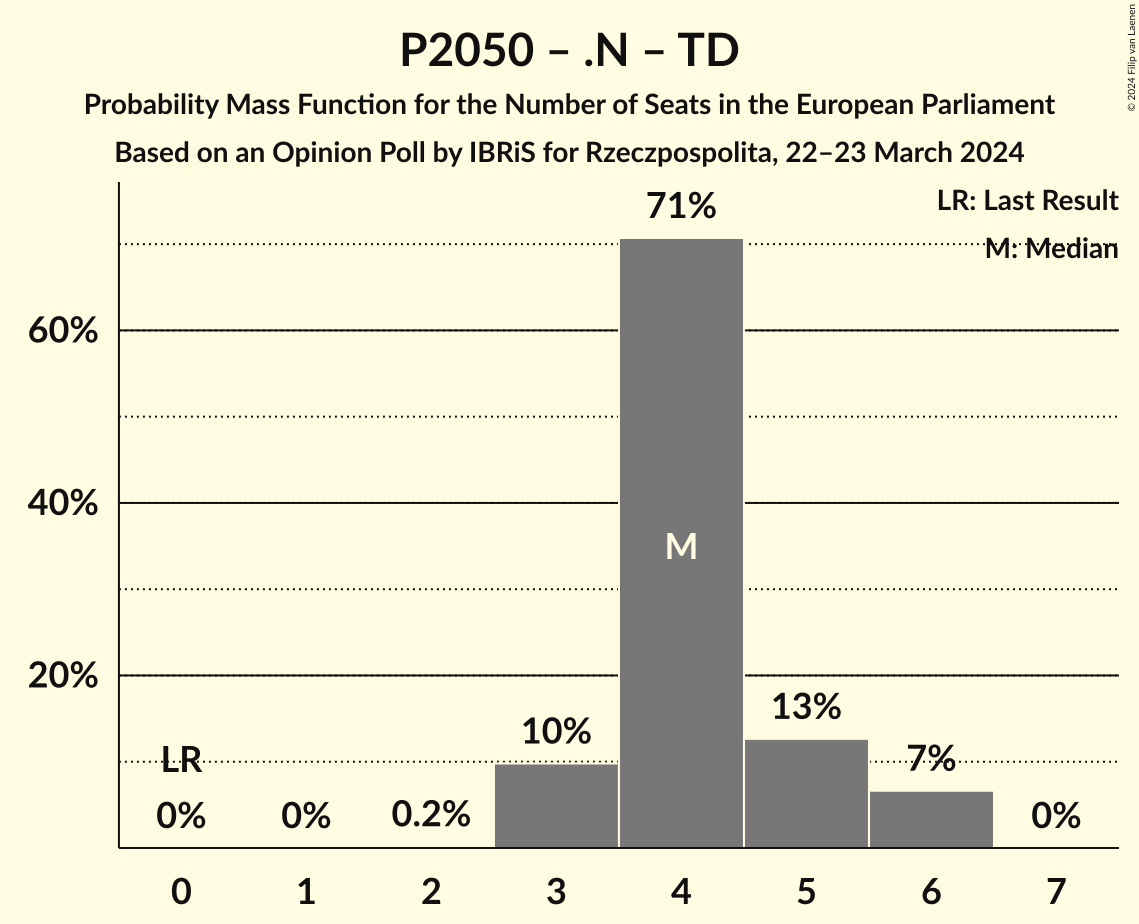 P2050 – .N – TD
Probability Mass Function for the Number of Seats in the European Parliament
Based on an Opinion Poll by IBRiS for Rzeczpospolita, 22–23 March 2024
© 2024 Filip van Laenen
LR: Last Result
M: Median
71%
60%
40%
M
20%
13%
10%
LR
7%
0%
0%
0.2%
0%
0 1 2 3 4 5 6 7